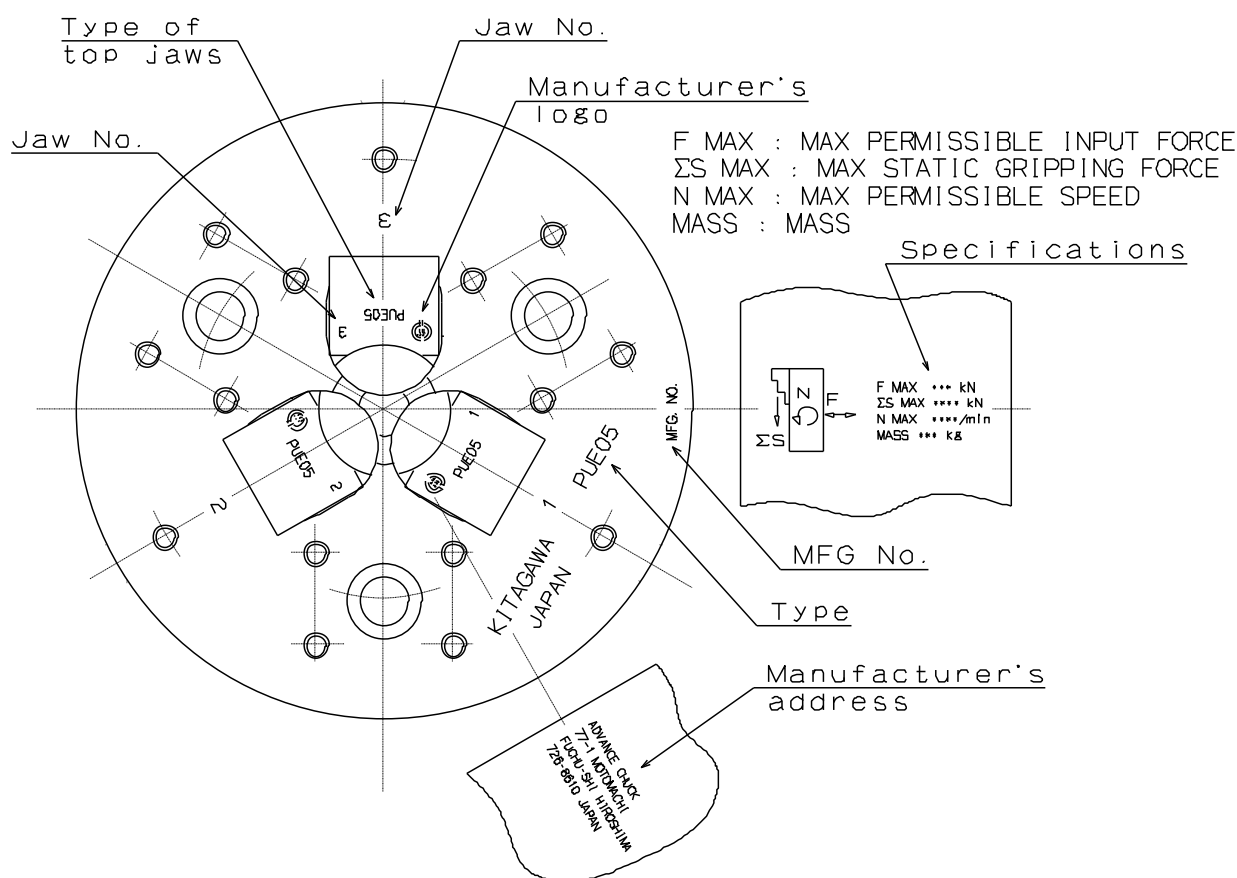 Type of
top jaws
Jaw No.
Manufacturer's
logo
Jaw No.
F MAX : MAX PERMISSIBLE INPUT FORCE
ΣS MAX : MAX STATIC GRIPPING FORCE
N MAX : MAX PERMISSIBLE SPEED
MASS : MASS
Specifications
3
PUE05
3
F MAX *** kN
ΣS MAX **** kN
N MAX ****/min
MASS *** kg
N
F
ΣS
MFG. NO.
1
PUE05
PUE05
2
PUE05
2
1
KITAGAWA
JAPAN
MFG No.
Type
Manufacturer's
address
ADVANCE CHUCK
77-1 MOTOMACHI
FUCHU-SHI HIROSHIMA
726-8610 JAPAN